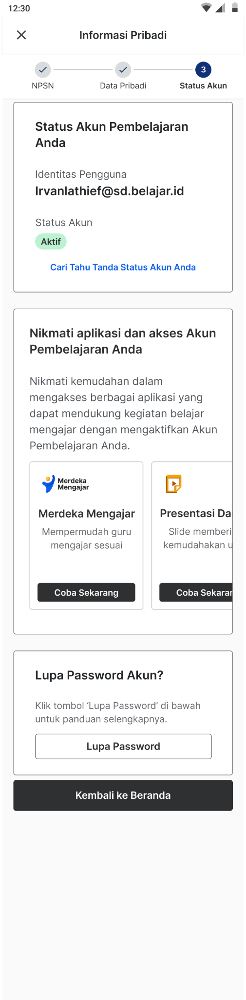 12:30
Informasi Pribadi
3
NPSN
Data Pribadi
Status Akun
Status Akun Pembelajaran
Anda
Identitas Pengguna
Irvanlathief@sd.belajar.id
Status Akun
Aktif
Cari Tahu Tanda Status Akun Anda
Nikmati aplikasi dan akses Akun
Pembelajaran Anda
Nikmati kemudahan dalam
mengakses berbagai aplikasi yang
dapat mendukung kegiatan belajar
mengajar dengan mengaktifkan Akun
Pembelajaran Anda.
Merdeka
Mengajar
Merdeka Mengajar
Mempermudah guru
mengajar sesuai
Coba Sekarang
Presentasi Da
Slide memberi
kemudahakan u
Coba Sekarar
Lupa Password Akun?
Klik tombol ‘Lupa Password’ di bawah
untuk panduan selengkapnya.
Lupa Password
Kembali ke Beranda